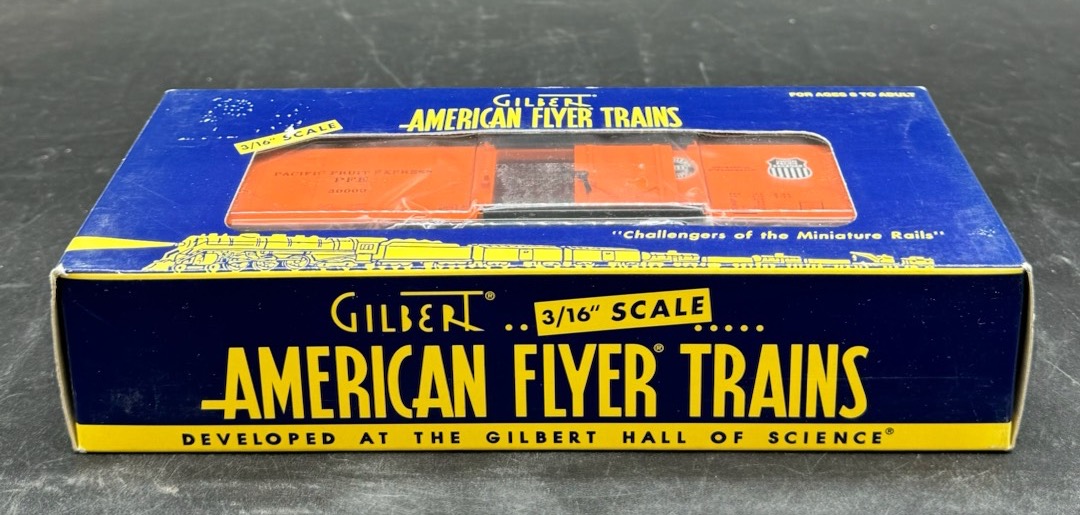 GILBERT®
AMERICAN FLYER TRAINS
FOR AGES 8 TO ADULT
3/16" SCALE
PACIFIC FRUIT EXPRESS
PFE
30000
"Challengers of the Miniature Rails"
GILBERT® .. 3/16" SCALE .....
AMERICAN FLYER® TRAINS
DEVELOPED AT THE GILBERT HALL OF SCIENCE®